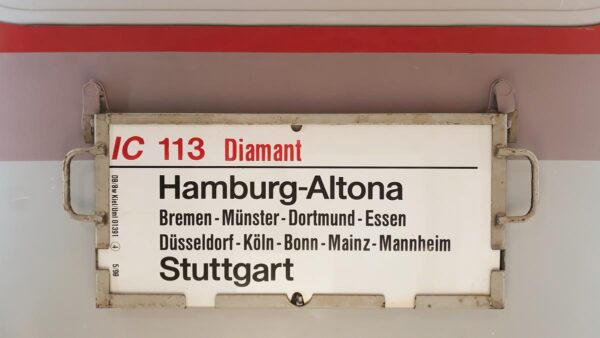 IC 113 Diamant
Hamburg-Altona
Bremen - Münster - Dortmund - Essen
Düsseldorf - Köln - Bonn - Mainz - Mannheim
Stuttgart